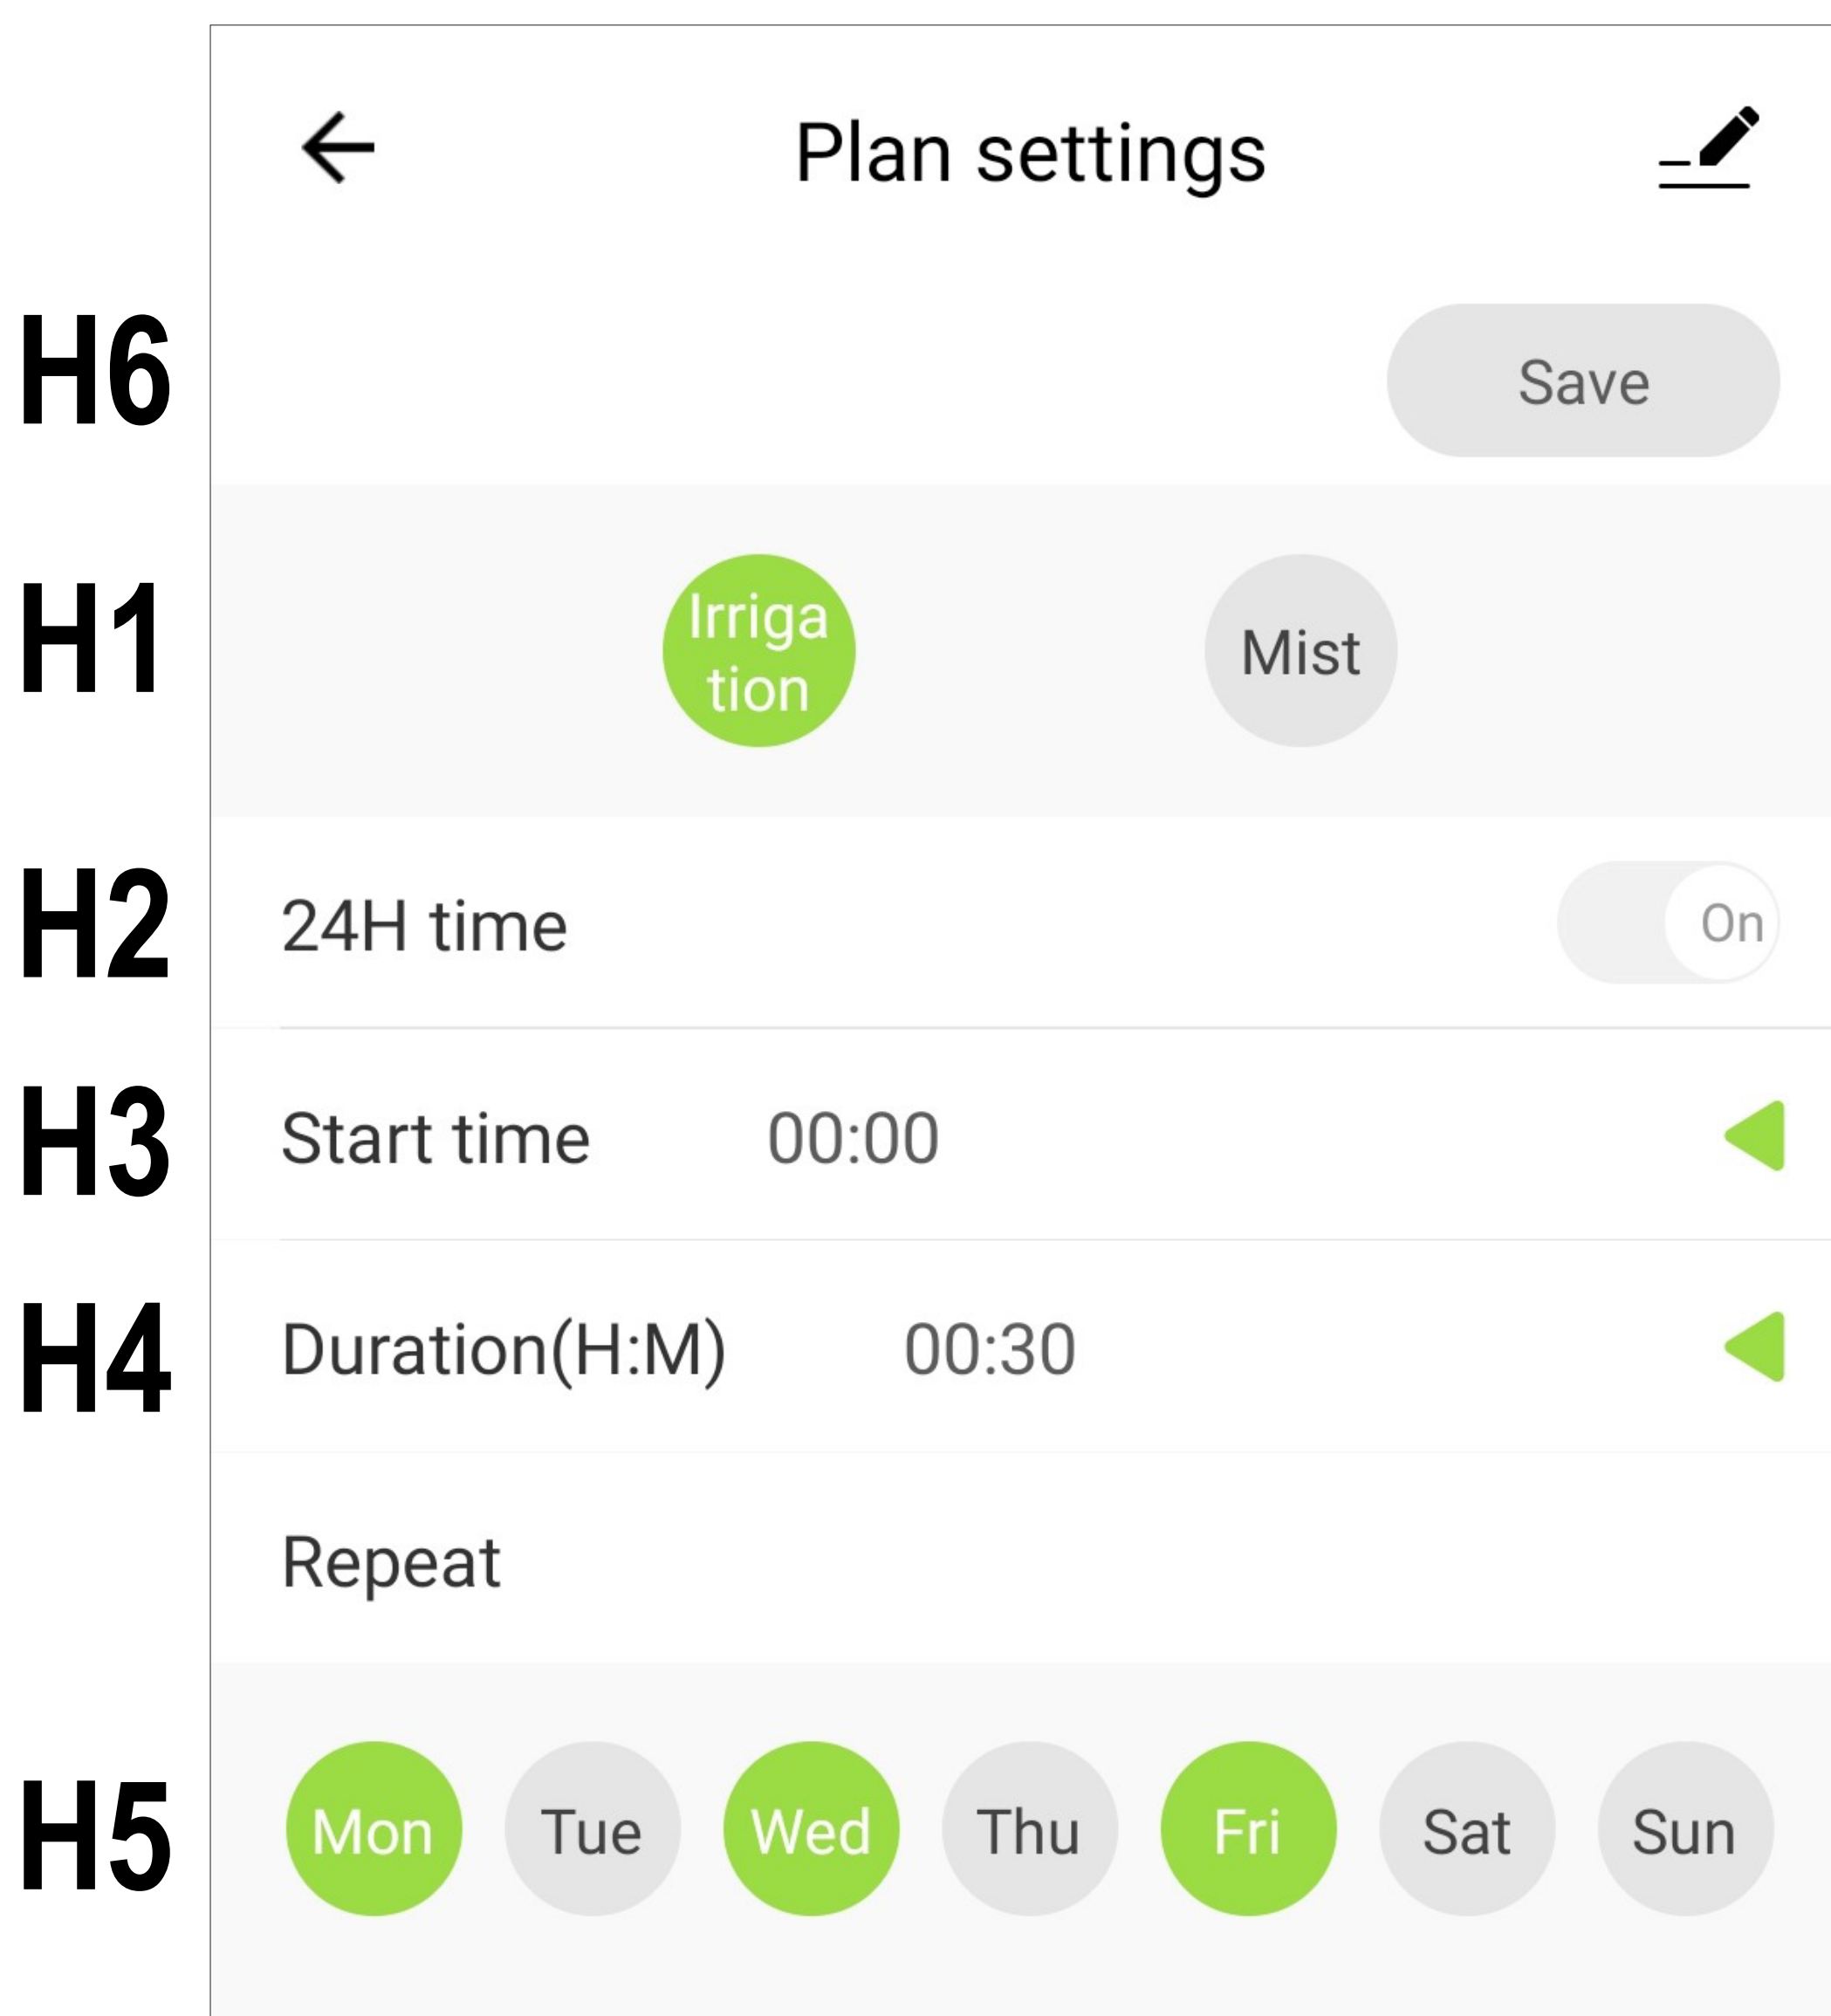 Plan settings
H6 Save
H1 Irriga
tion Mist
H2 24H time On
H3 Start time 00:00
H4 Duration(H:M) 00:30
Repeat
H5 Mon Tue Wed Thu Fri Sat Sun